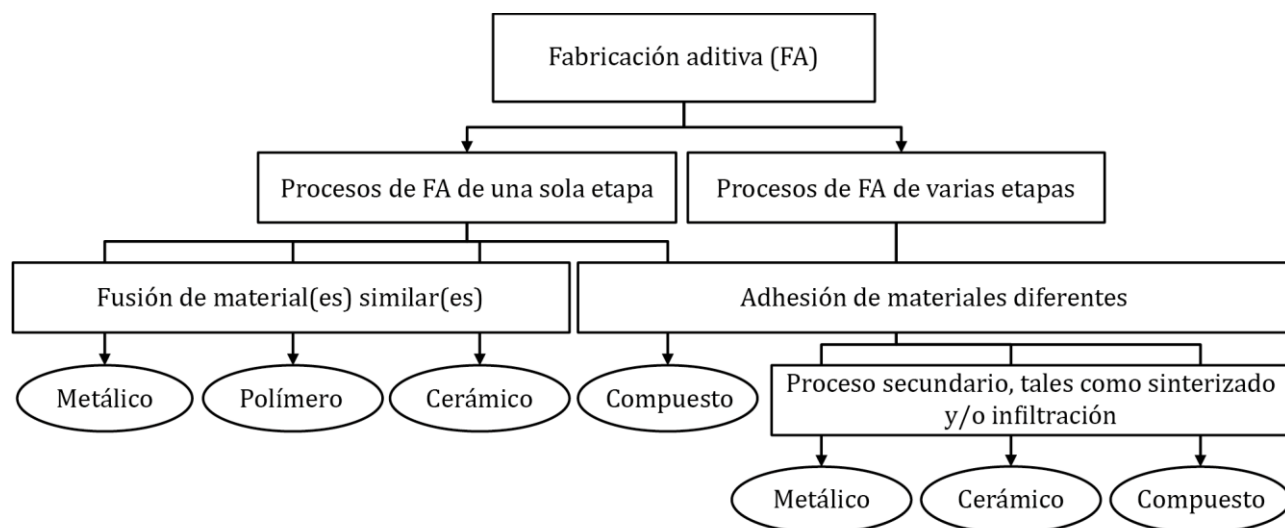 Fabricación aditiva (FA)
Procesos de FA de una sola etapa
Procesos de FA de varias etapas
Fusión de material(es) similar(es)
Adhesión de materiales diferentes
Metálico
Polímero
Cerámico
Compuesto
Proceso secundario, tales como sinterizado
y/o infiltración
Metálico
Cerámico
Compuesto